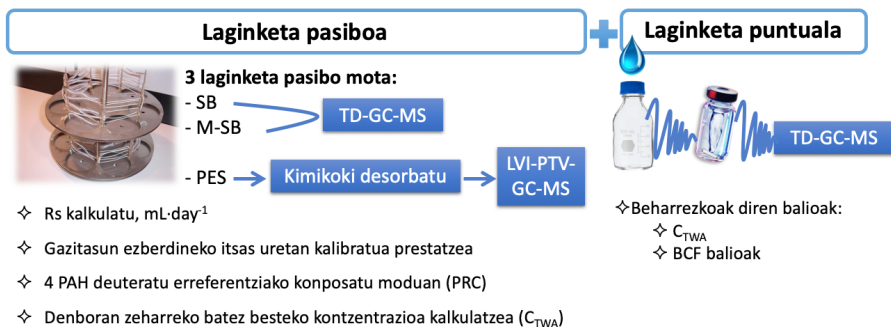 Laginketa pasiboa
Laginketa puntuala
3 laginketa pasibo mota:
- SB
- M-SB
TD-GC-MS
- PES
Kimikoki desorbatu
LVI-PTV-
GC-MS
✧ Rs kalkulatu, mL·day⁻¹
✧ Gazitasun ezberdineko itsas uretan kalibratua prestatzea
✧ 4 PAH deuteratu erreferentziako konposatu moduan (PRC)
✧ Denboran zeharreko batez besteko kontzentrazioa kalkulatzea (C_TWA)
TD-GC-MS
✧Beharrezkoak diren balioak:
✧ C_TWA
✧ BCF balioak